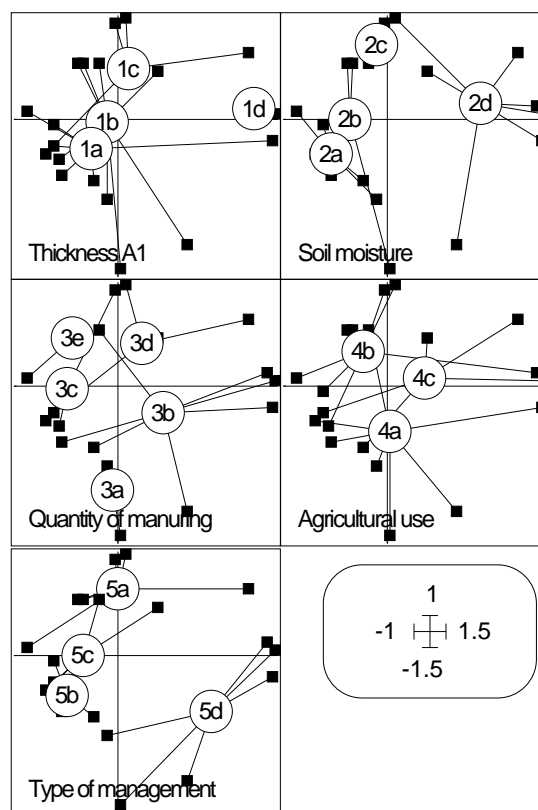 1c
1d
1b
1a
Thickness A1
2c
2d
2b
2a
Soil moisture
3e
3d
3c
3b
3a
Quantity of manuring
4b
4c
4a
Agricultural use
5a
5c
5b
5d
Type of management
1
-1 1.5
-1.5